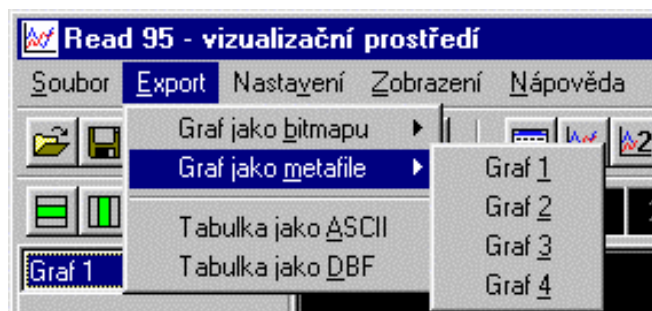 Read 95 - vizualizační prostředí
Soubor Export Nastavení Zobrazení Nápověda
Graf jako bitmapu
Graf jako metafile
Tabulka jako ASCII
Tabulka jako DBF
Graf 1
Graf 2
Graf 3
Graf 4
2
Graf 1